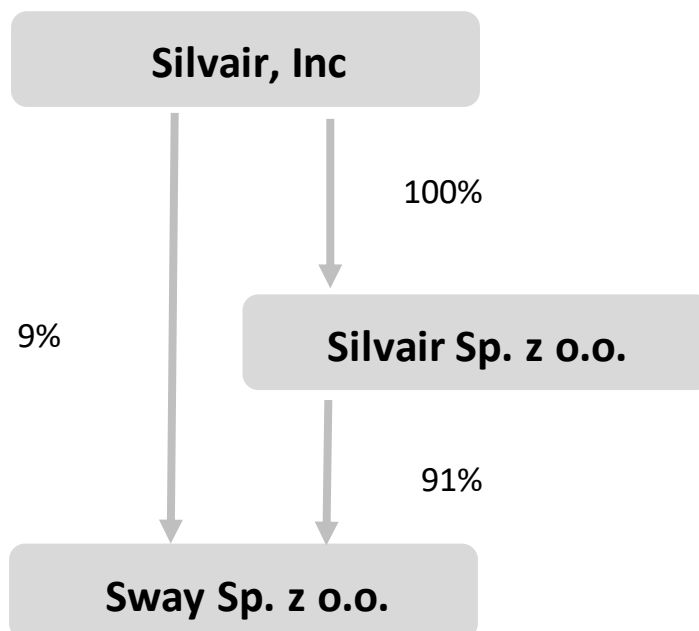 Silvair, Inc
100%
9%
Silvair Sp. z o.o.
91%
Sway Sp. z o.o.